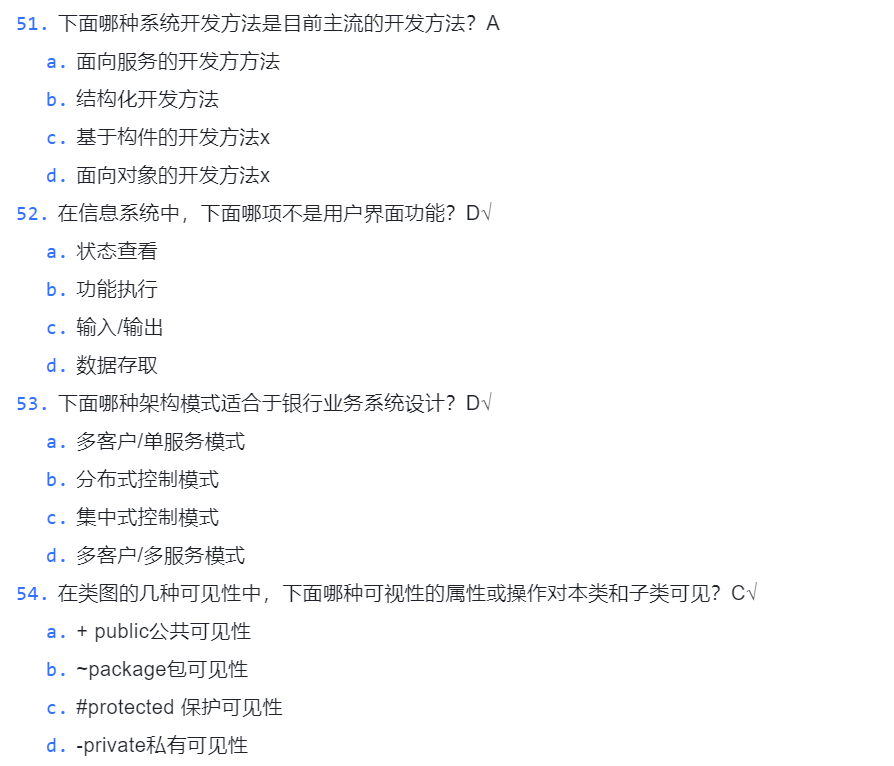 51. 下面哪种系统开发方法是目前主流的开发方法？A
a. 面向服务的开发方方法
b. 结构化开发方法
c. 基于构件的开发方法x
d. 面向对象的开发方法x
52. 在信息系统中，下面哪项不是用户界面功能？D√
a. 状态查看
b. 功能执行
c. 输入/输出
d. 数据存取
53. 下面哪种架构模式适合于银行业务系统设计？D√
a. 多客户/单服务模式
b. 分布式控制模式
c. 集中式控制模式
d. 多客户/多服务模式
54. 在类图的几种可见性中，下面哪种可视性的属性或操作对本类和子类可见？C√
a. + public公共可见性
b. ~package包可见性
c. #protected 保护可见性
d. -private私有可见性